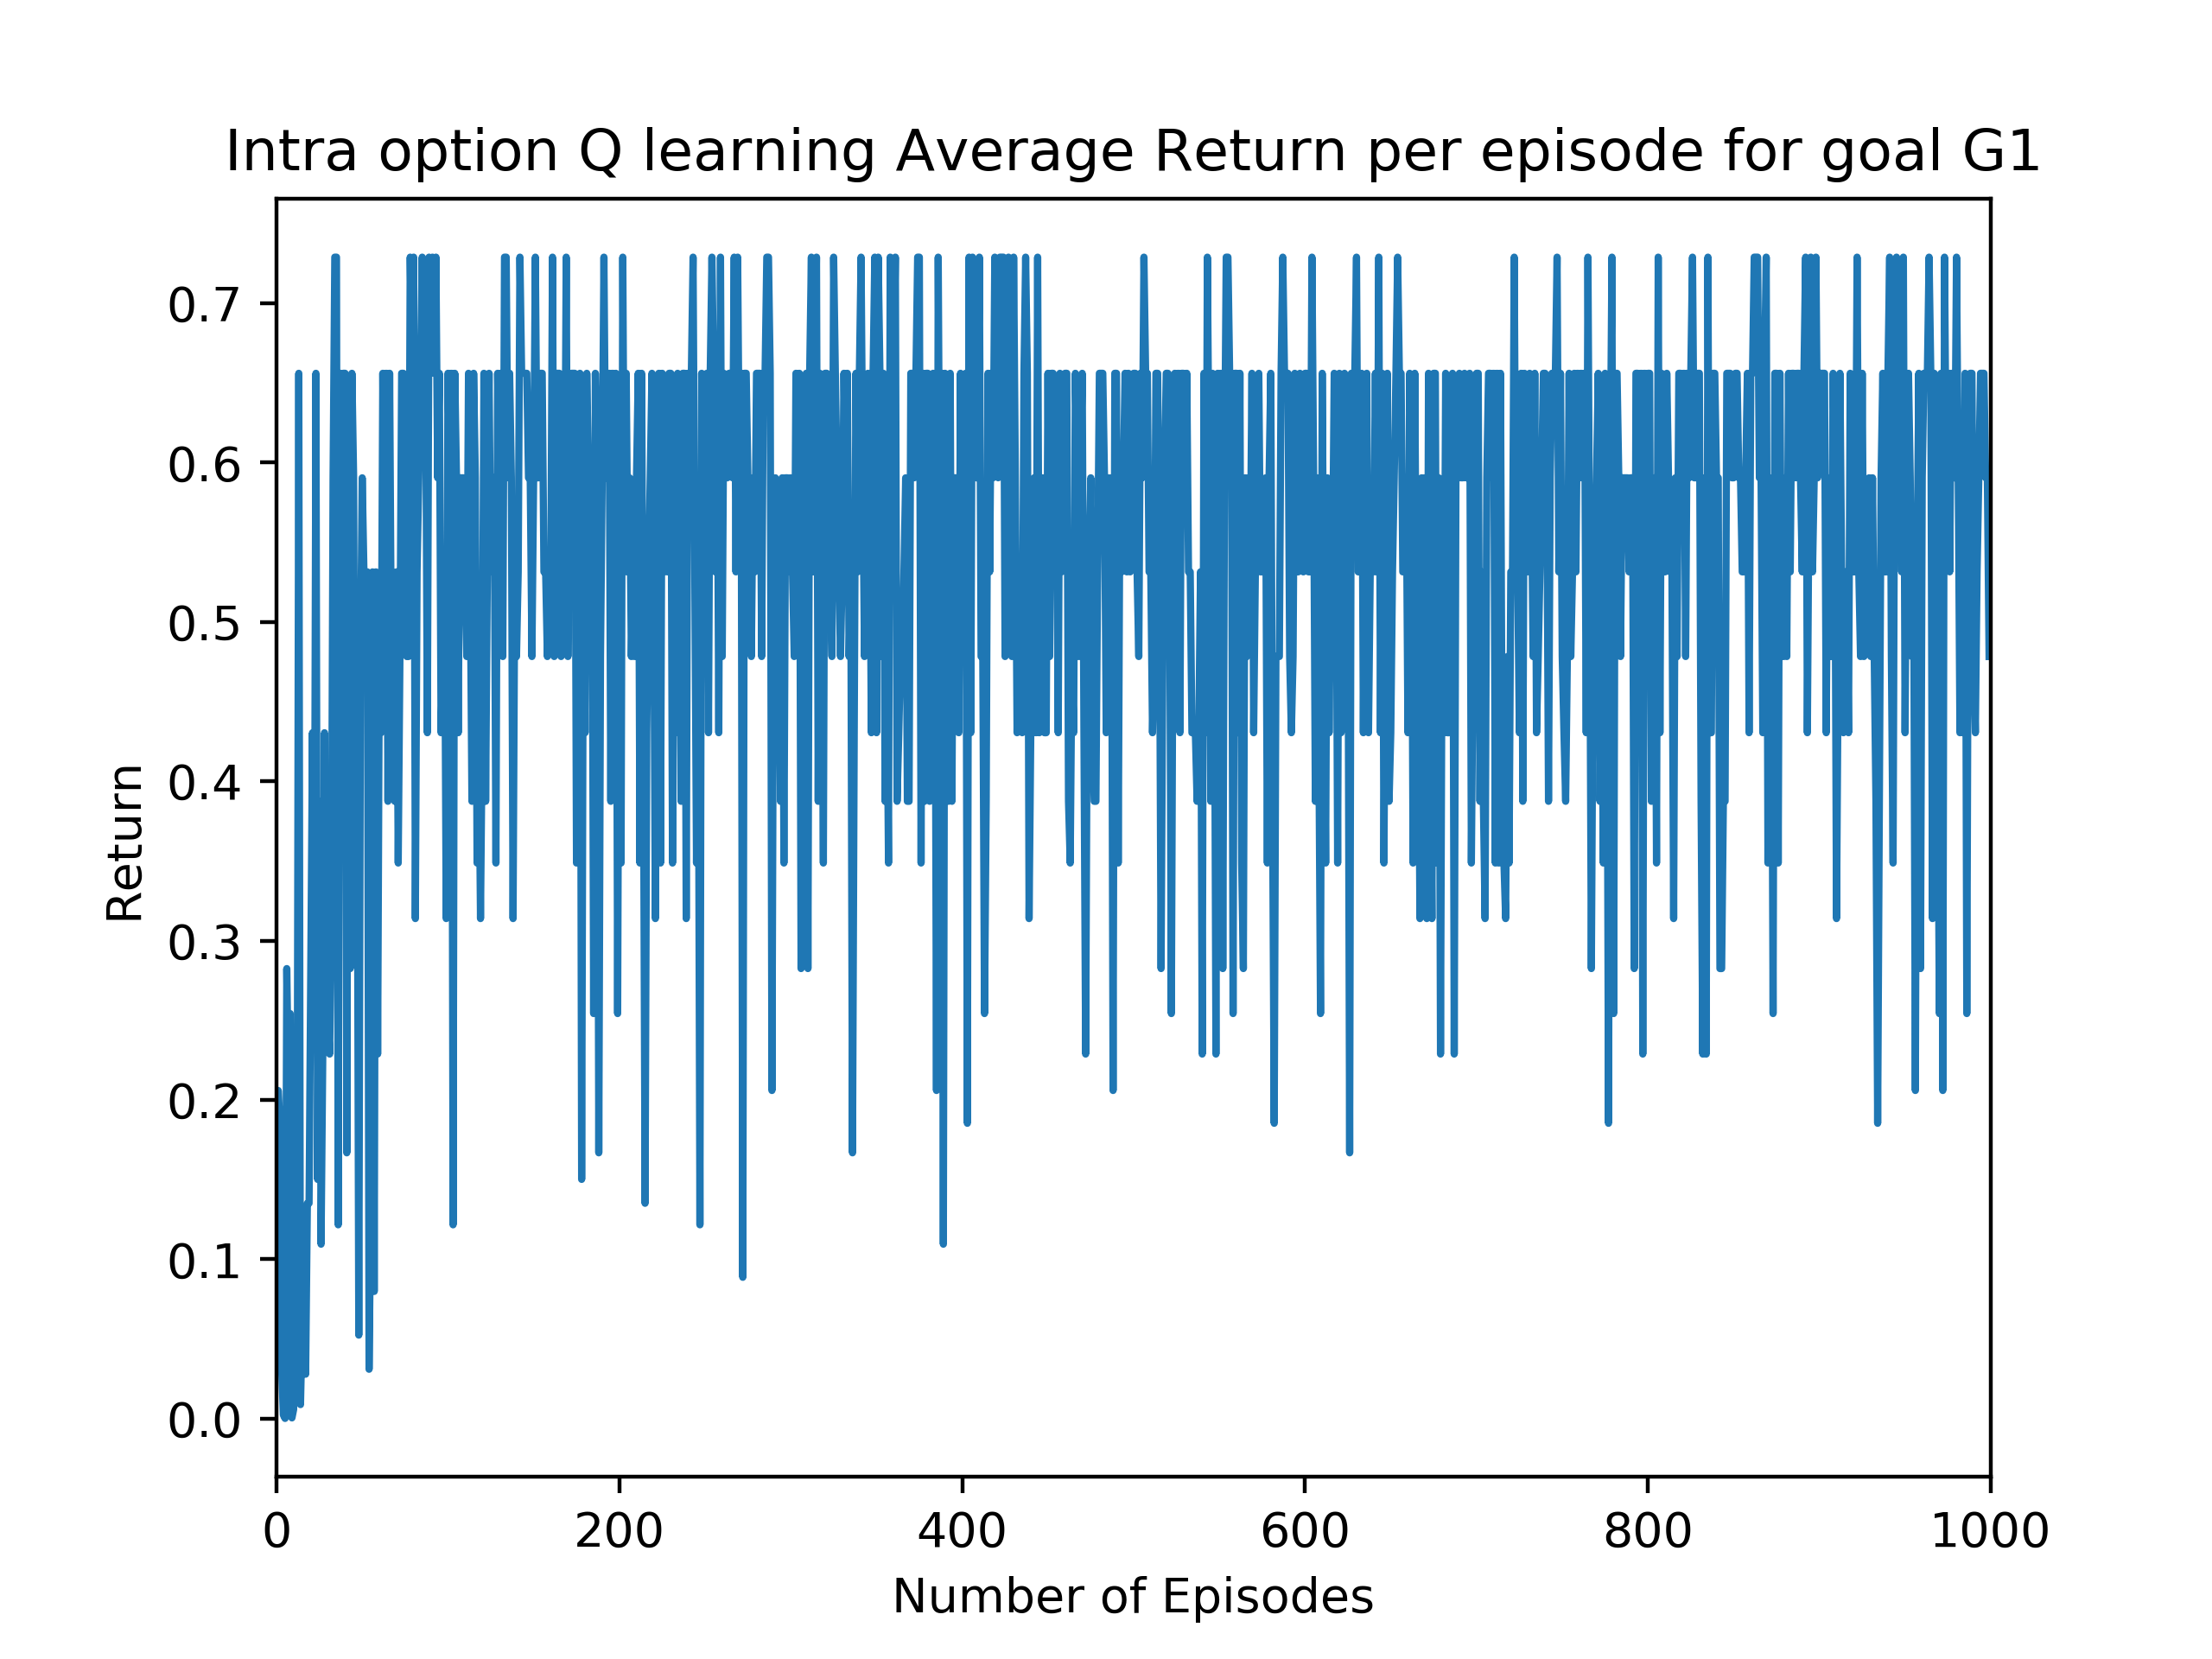 Intra option Q learning Average Return per episode for goal G1
0.7
0.6
0.5
0.4
0.3
0.2
0.1
0.0
Return
0 200 400 600 800 1000
Number of Episodes